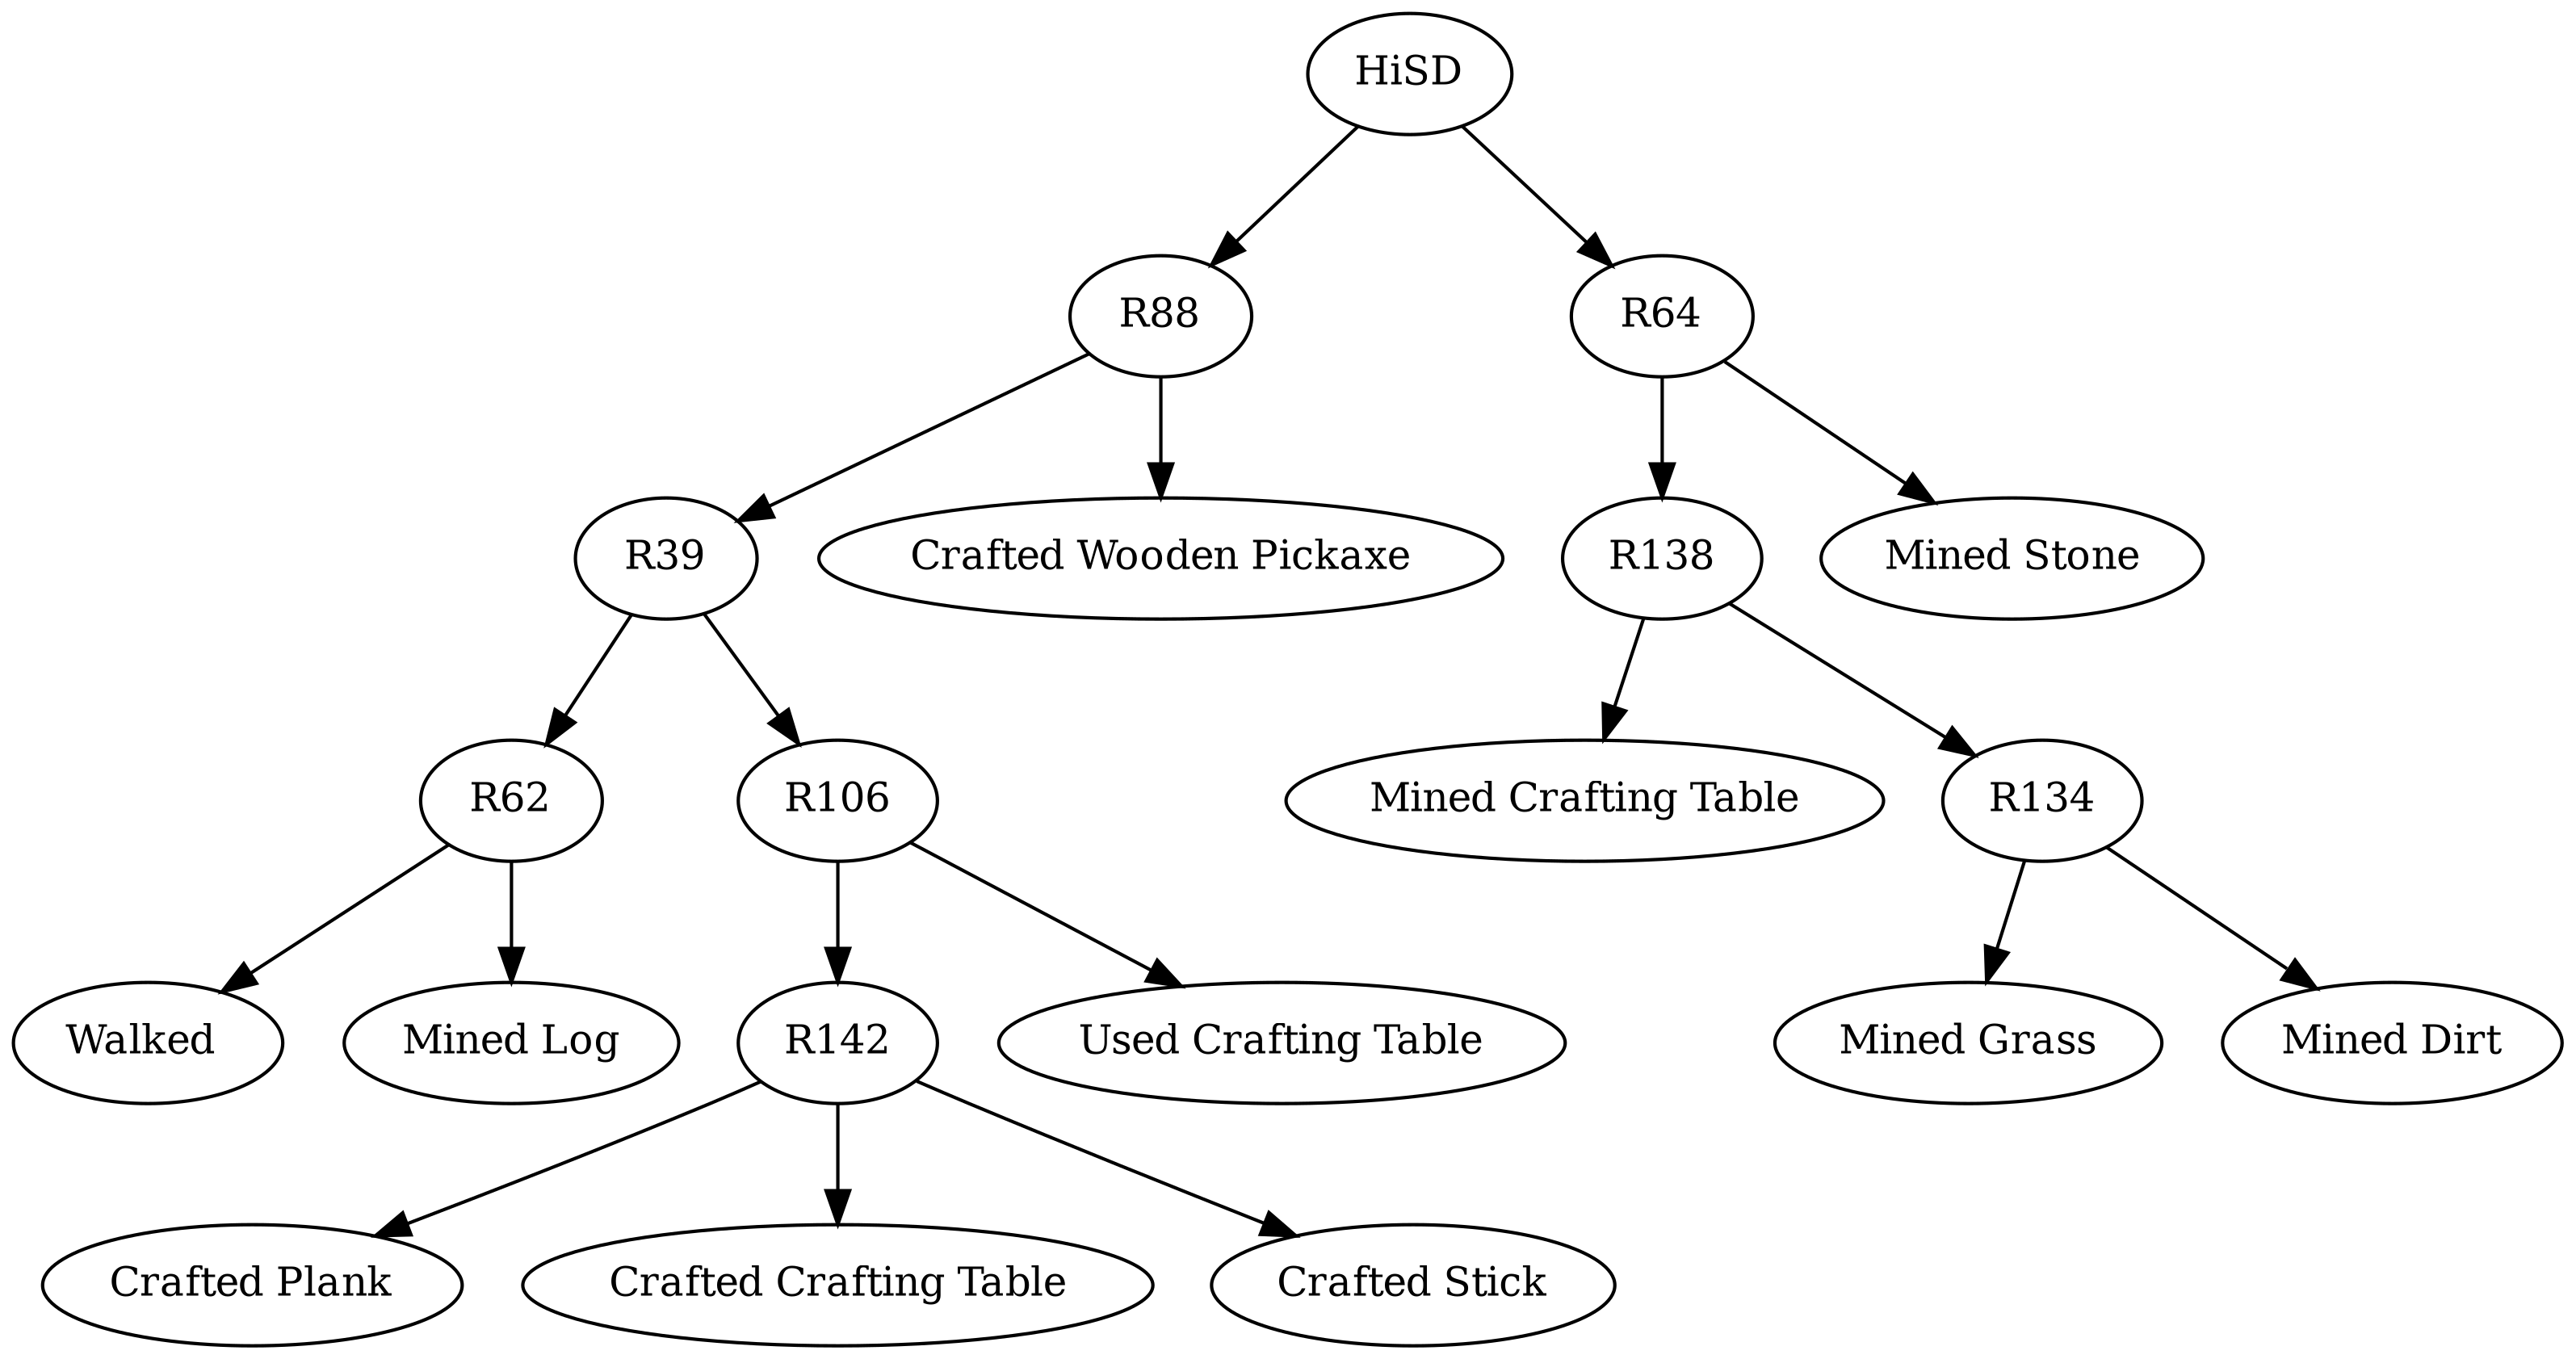 HiSD
R88
R64
R39
Crafted Wooden Pickaxe
R138
Mined Stone
R62
R106
Mined Crafting Table
R134
Walked
Mined Log
R142
Used Crafting Table
Mined Grass
Mined Dirt
Crafted Plank
Crafted Crafting Table
Crafted Stick